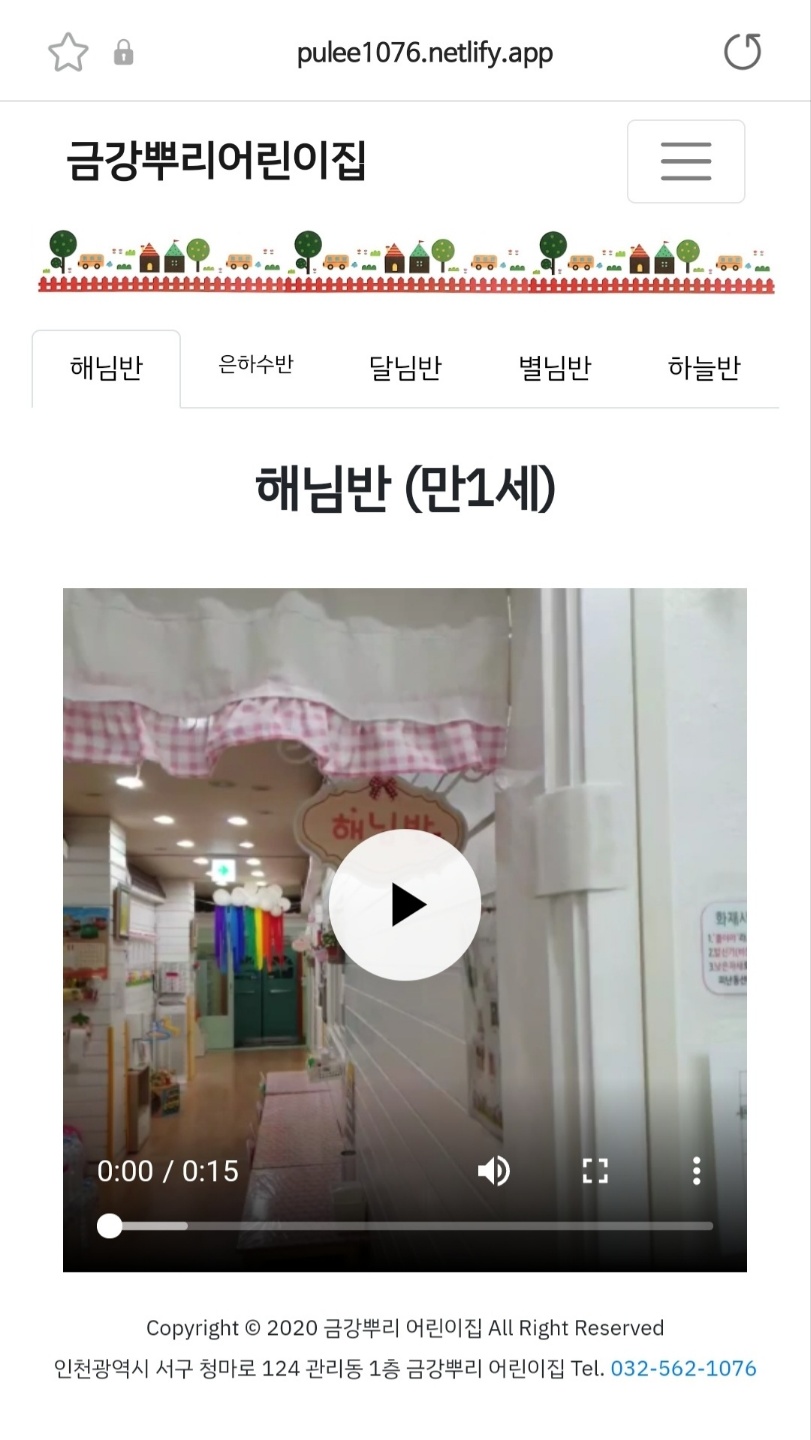 pulee1076.netlify.app
금강뿌리어린이집
해님반 은하수반 달님반 별님반 하늘반
해님반 (만1세)
해님반
0:00 / 0:15
Copyright © 2020 금강뿌리 어린이집 All Right Reserved
인천광역시 서구 청마로 124 관리동 1층 금강뿌리 어린이집 Tel. 032-562-1076